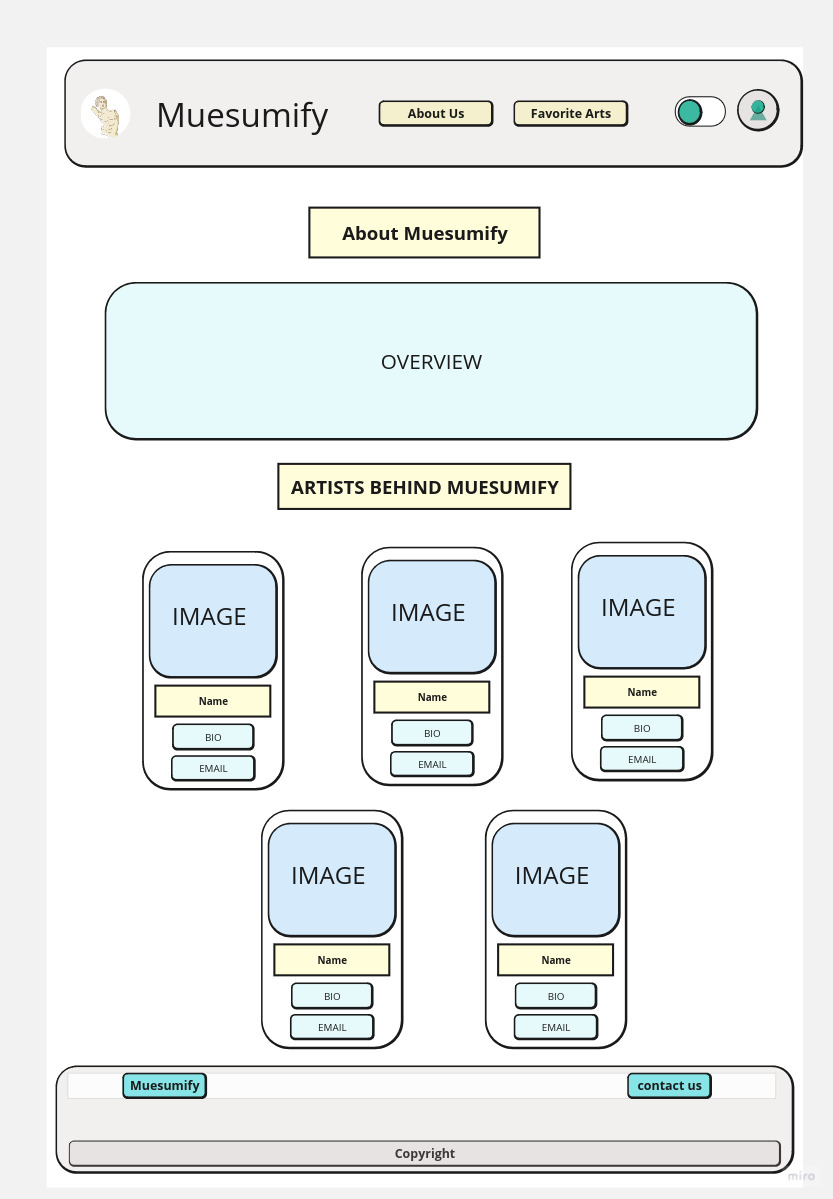 Muesumify
About Us
Favorite Arts
About Muesumify
OVERVIEW
ARTISTS BEHIND MUESUMIFY
IMAGE
Name
BIO
EMAIL
IMAGE
Name
BIO
EMAIL
IMAGE
Name
BIO
EMAIL
IMAGE
Name
BIO
EMAIL
IMAGE
Name
BIO
EMAIL
Muesumify
contact us
Copyright
miro